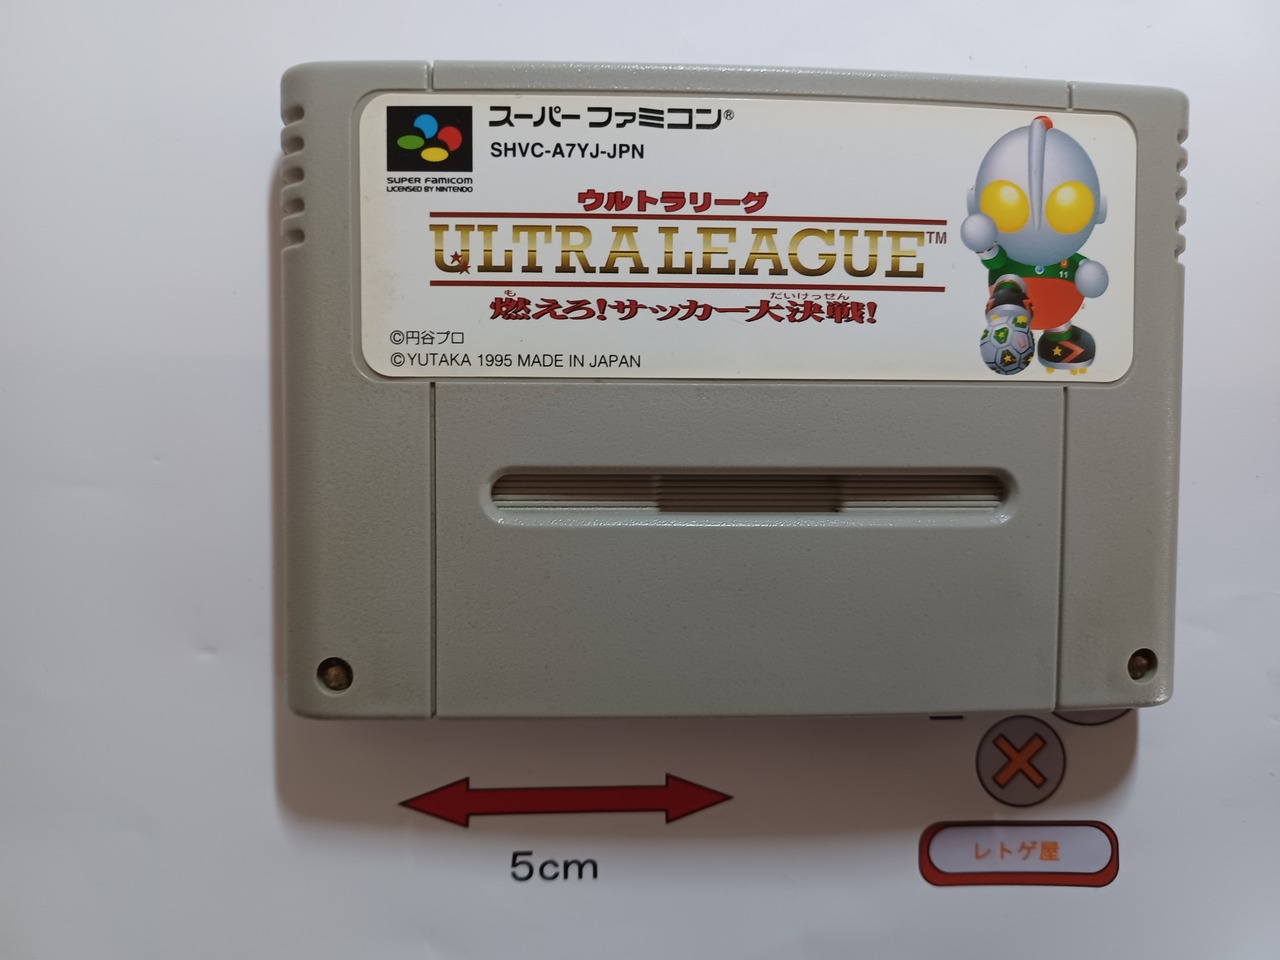 スーパーファミコン®
SHVC-A7YJ-JPN
SUPER FAMICOM
LICENSED BY NINTENDO
ウルトラリーグ
ULTRA LEAGUE™
も だいけっせん
燃えろ!サッカー大決戦!
11
©円谷プロ
©YUTAKA 1995 MADE IN JAPAN
5cm
レトゲ屋